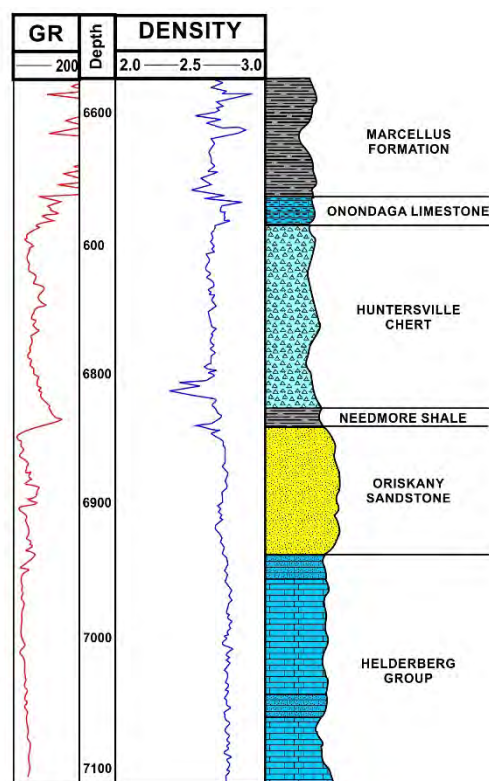 GR
Depth
DENSITY
200
2.0
2.5
3.0
6600
MARCELLUS
FORMATION
ONONDAGA LIMESTONE
600
HUNTERSVILLE
CHERT
6800
NEEDMORE SHALE
ORISKANY
SANDSTONE
6900
7000
HELDERBERG
GROUP
7100